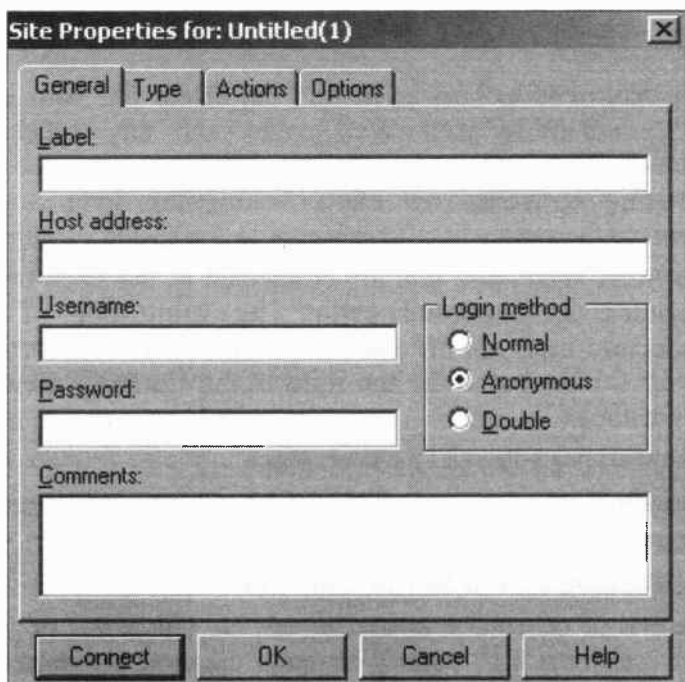 Site Properties for: Untitled(1)
General Type Actions Options
Label:
Host address:
Username:
Login method
Normal
Password:
Anonymous
Double
Comments:
Connect OK Cancel Help